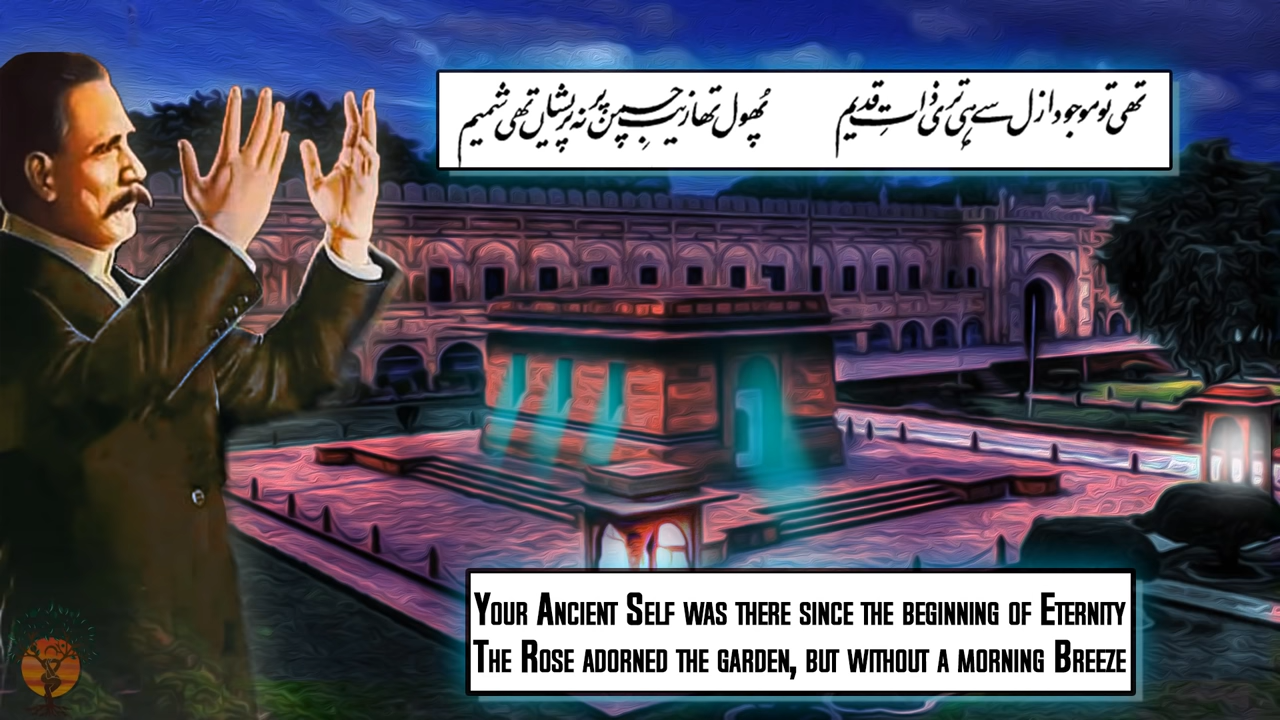 تھی تو موجود ازل سے ہی تری ذاتِ قدیم پُھول تھا زیبِ چمن پر نہ پریشاں تھی شمیم
Your Ancient Self was there since the beginning of Eternity
The Rose adorned the garden, but without a morning Breeze